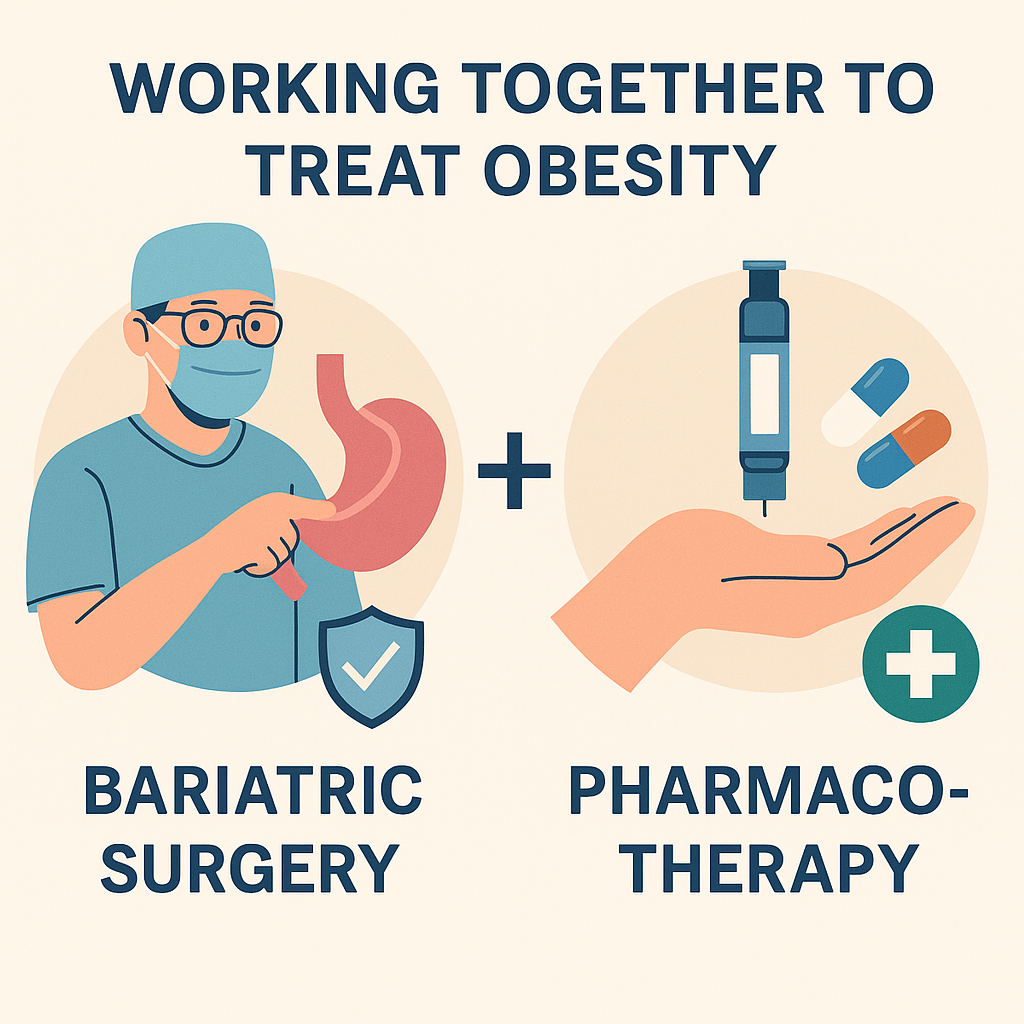 WORKING TOGETHER TO
TREAT OBESITY
BARIATRIC
SURGERY
PHARMACO-
THERAPY